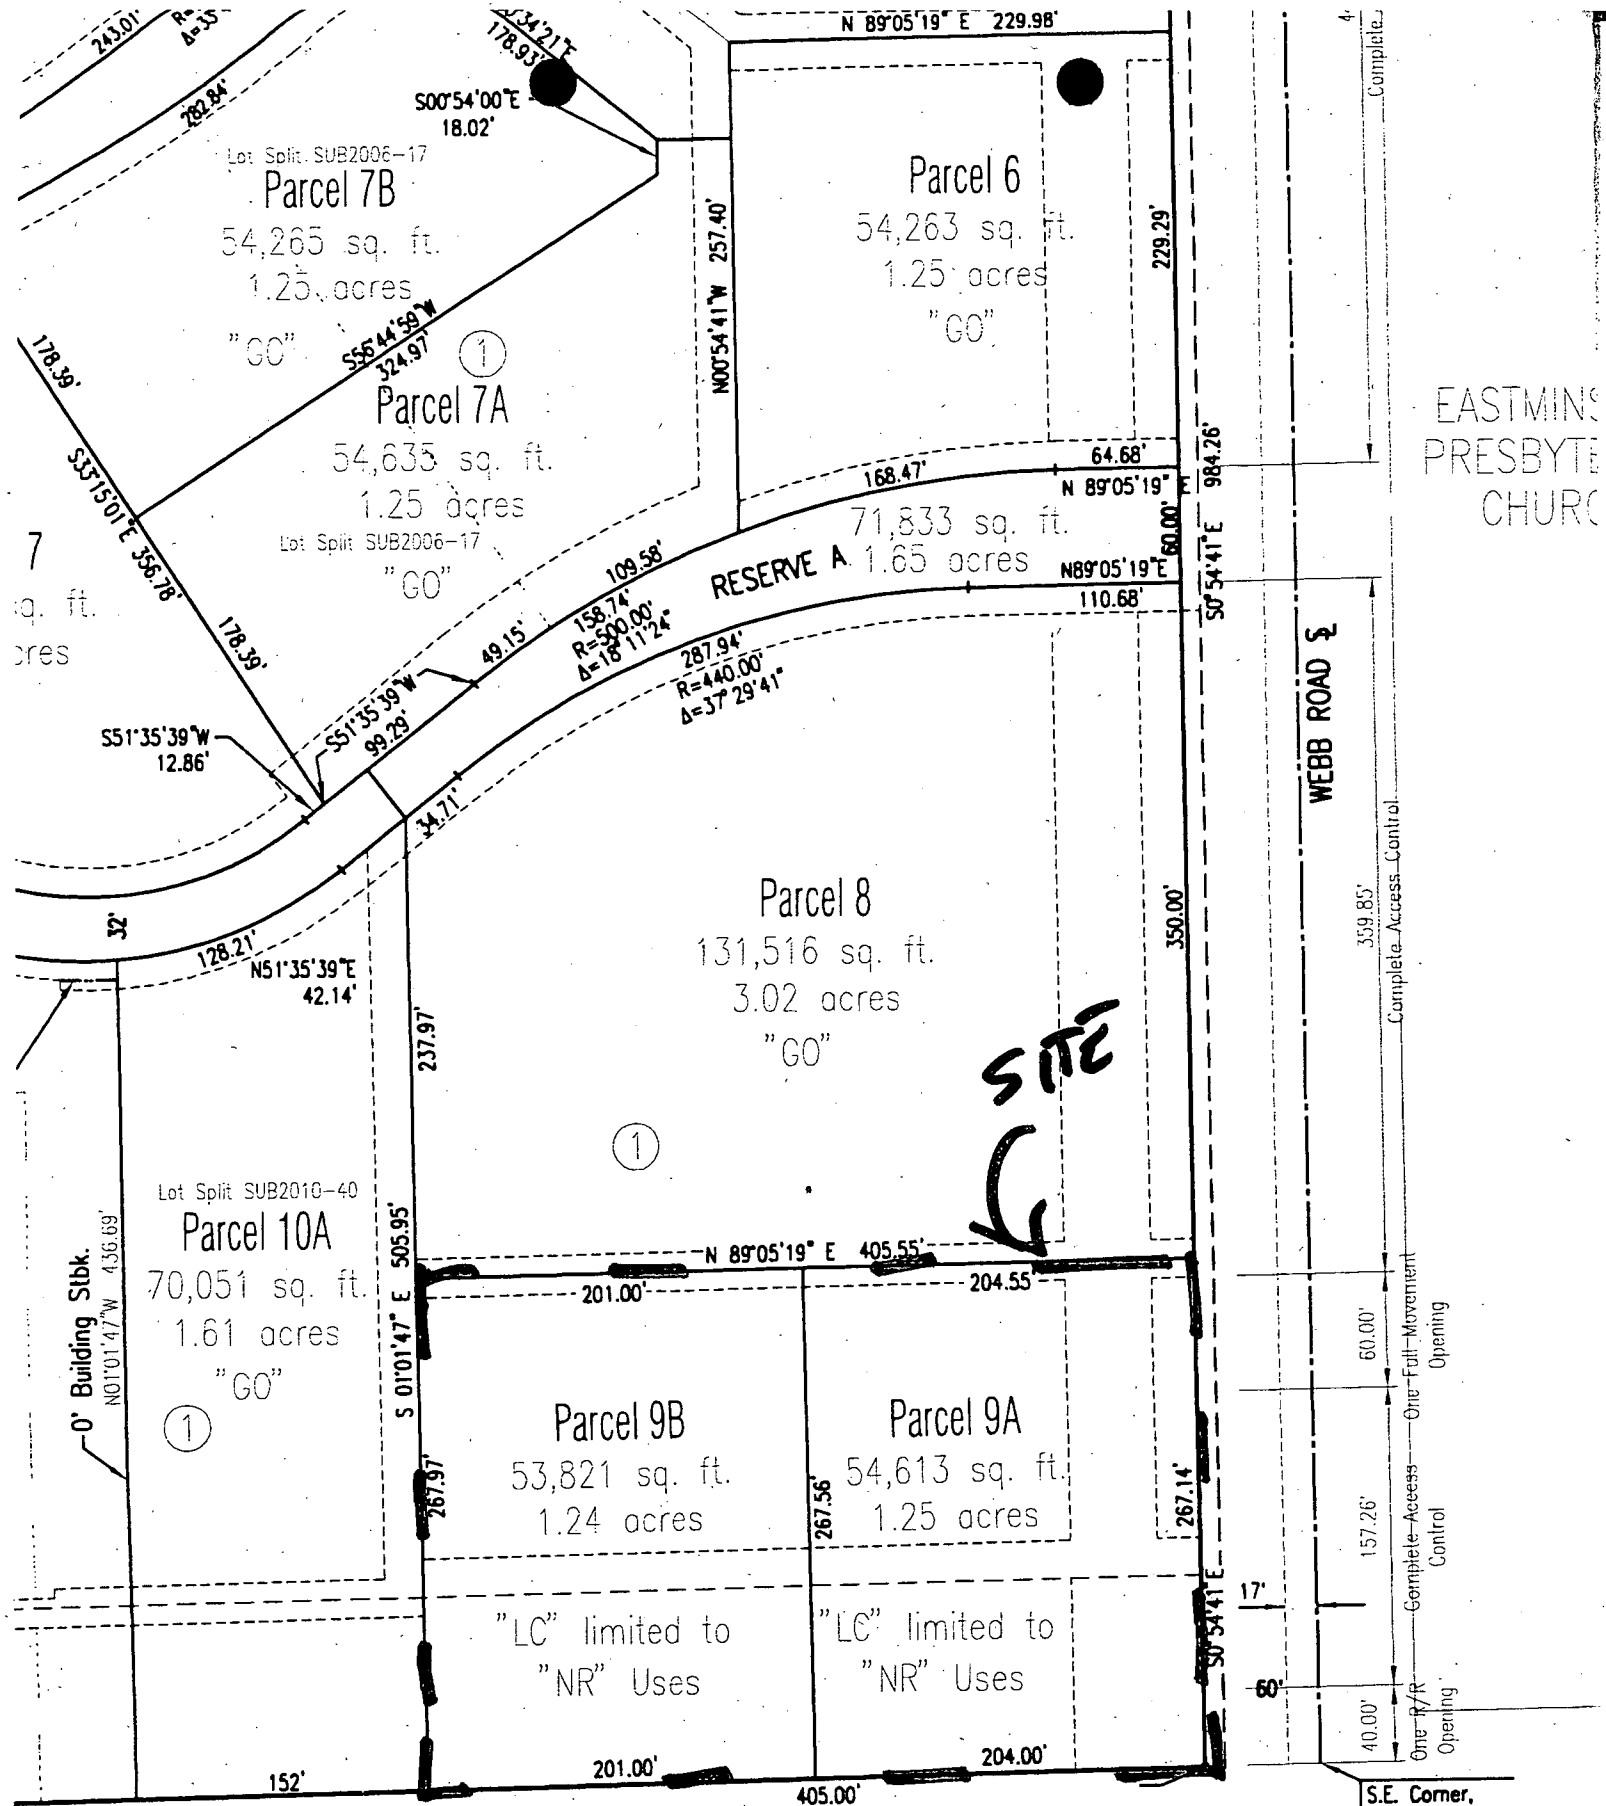 243.01'
Δ=33°
282.84'
34'21"E
178.93'
S00°54'00"E
18.02'
N 89°05'19" E 229.98'
Complete
Lot Split SUB2006-17
Parcel 7B
54,265 sq. ft.
1.25 acres
"GO"
Parcel 6
54,263 sq. ft.
1.25 acres
"GO"
N00°54'41"W 257.40'
229.29'
178.39'
S56°44'59"W
324.97'
1
Parcel 7A
54,635 sq. ft.
1.25 acres
Lot Split SUB2006-17
"GO"
EASTMINS
PRESBYTE
CHURC
S33°15'01"E 356.78'
7
sq. ft.
cres
178.39'
168.47'
64.68'
N 89°05'19" E
71,833 sq. ft.
1.65 acres
RESERVE A
60.00'
N89°05'19"E
110.68'
S0°54'41"E 984.26'
109.58'
158.74'
R=500.00'
Δ=18°11'24"
49.15'
287.94'
R=440.00'
Δ=37°29'41"
S51°35'39"W
99.29'
S51°35'39"W
12.86'
34.71'
WEBB ROAD ℄
32'
128.21'
N51°35'39"E
42.14'
Parcel 8
131,516 sq. ft.
3.02 acres
"GO"
350.00'
359.85'
Complete Access Control
237.97'
SITE
1
Lot Split SUB2010-40
Parcel 10A
70,051 sq. ft.
1.61 acres
"GO"
1
0' Building Stbk.
N01°01'47"W 436.69'
S 01°01'47" E 505.95'
N 89°05'19" E 405.55'
201.00'
204.55'
60.00'
One Full Movement
Opening
Parcel 9B
53,821 sq. ft.
1.24 acres
Parcel 9A
54,613 sq. ft.
1.25 acres
267.97'
267.56'
267.14'
157.26'
Complete Access
Control
"LC" limited to
"NR" Uses
"LC" limited to
"NR" Uses
S0°54'41"E
17'
60'
40.00'
One R/R
Opening
152'
201.00'
204.00'
405.00'
S.E. Corner,